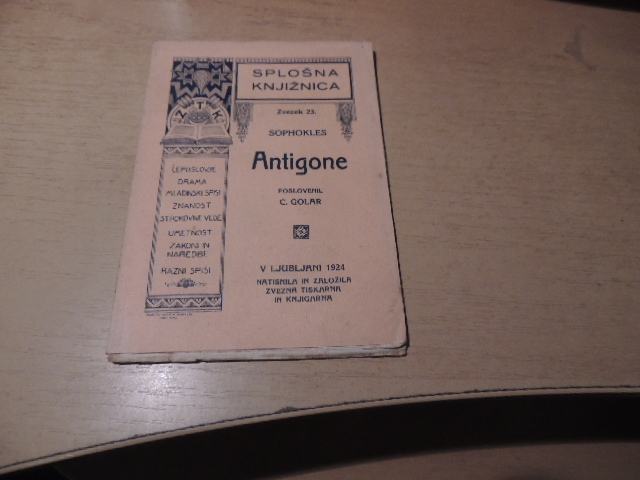 SPLOŠNA
KNJIŽNICA
Zvezek 23.
SOPHOKLES
Antigone
POSLOVENIL
C. GOLAR
V LJUBLJANI 1924
NATISNILA IN ZALOŽILA
ZVEZNA TISKARNA
IN KNJIGARNA
Z T K
LEPOSLOVJE
DRAMA
MLADINSKI SPISI
ZNANOST
STROKOVNE VEDE
UMETNOST
ZAKONI IN
NAREDBE
RAZNI SPISI